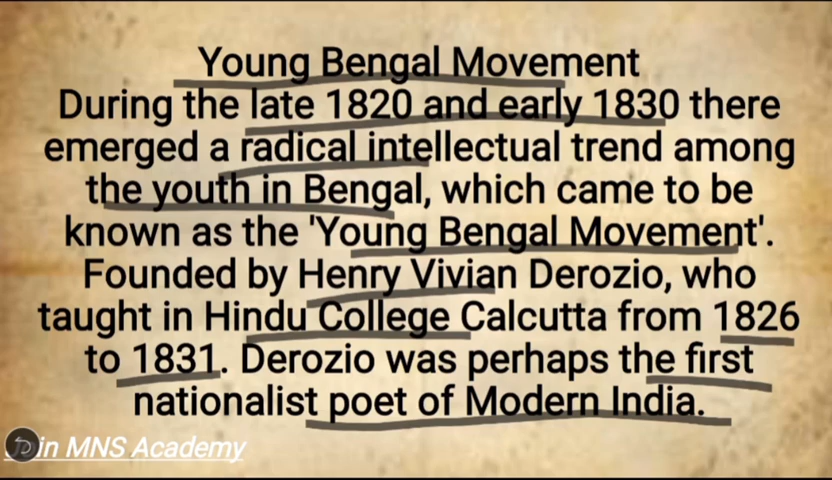 Young Bengal Movement
During the late 1820 and early 1830 there
emerged a radical intellectual trend among
the youth in Bengal, which came to be
known as the 'Young Bengal Movement'.
Founded by Henry Vivian Derozio, who
taught in Hindu College Calcutta from 1826
to 1831. Derozio was perhaps the first
nationalist poet of Modern India.
in MNS Academy